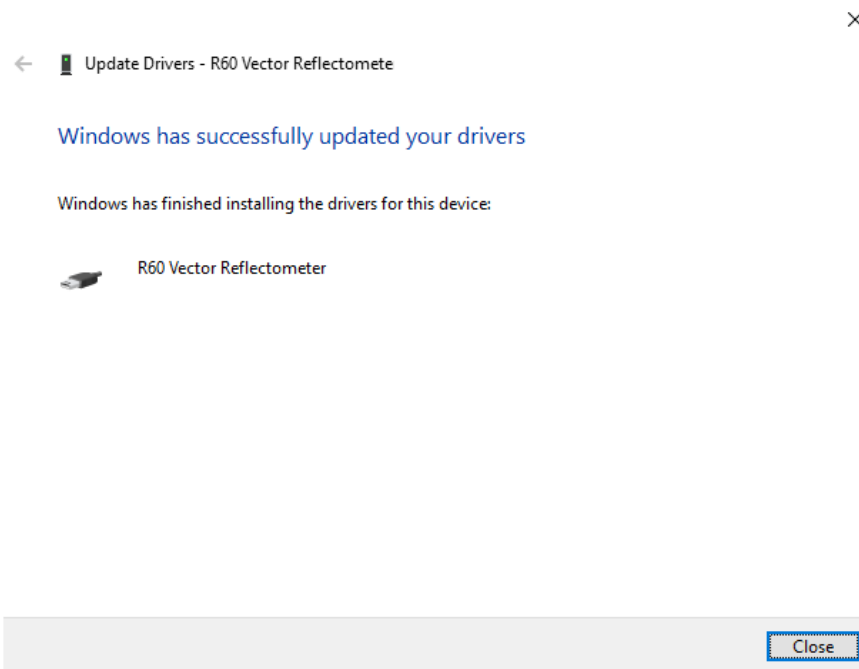 Update Drivers - R60 Vector Reflectomete
Windows has successfully updated your drivers
Windows has finished installing the drivers for this device:
R60 Vector Reflectometer
Close